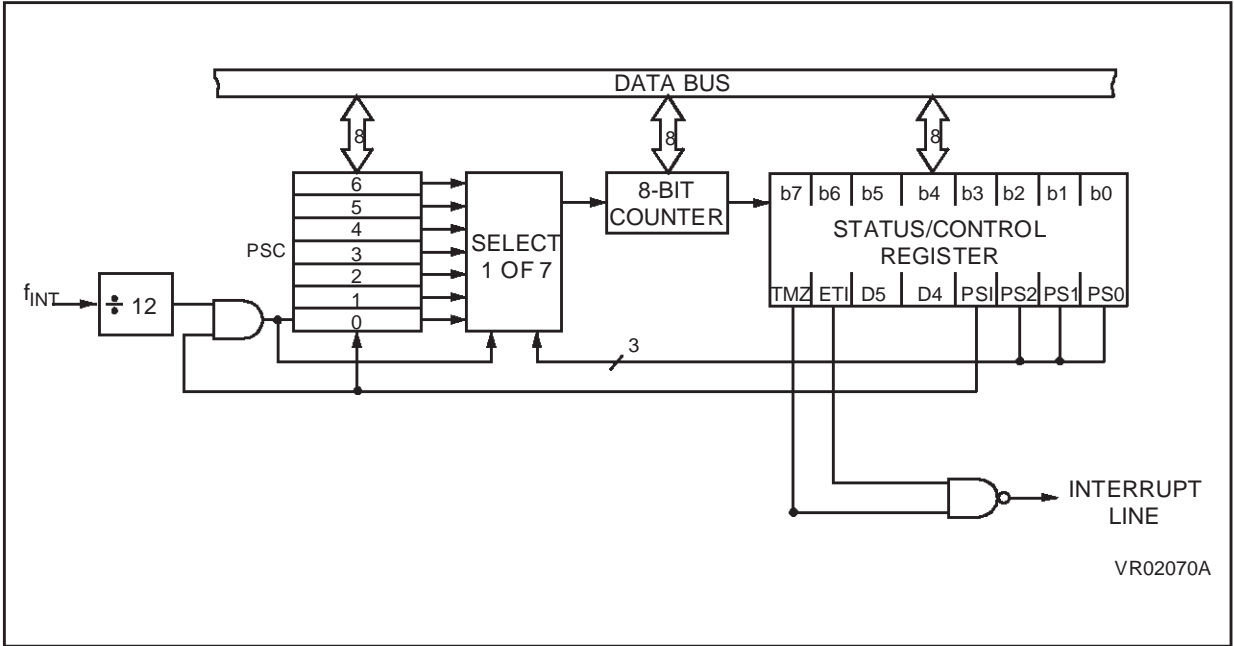 DATA BUS
8
8
8
6
5
4
3
2
1
0
PSC
SELECT
1 OF 7
8-BIT
COUNTER
b7 b6 b5 b4 b3 b2 b1 b0
STATUS/CONTROL
REGISTER
TMZ ETI D5 D4 PSI PS2 PS1 PS0
fINT
÷ 12
3
INTERRUPT
LINE
VR02070A